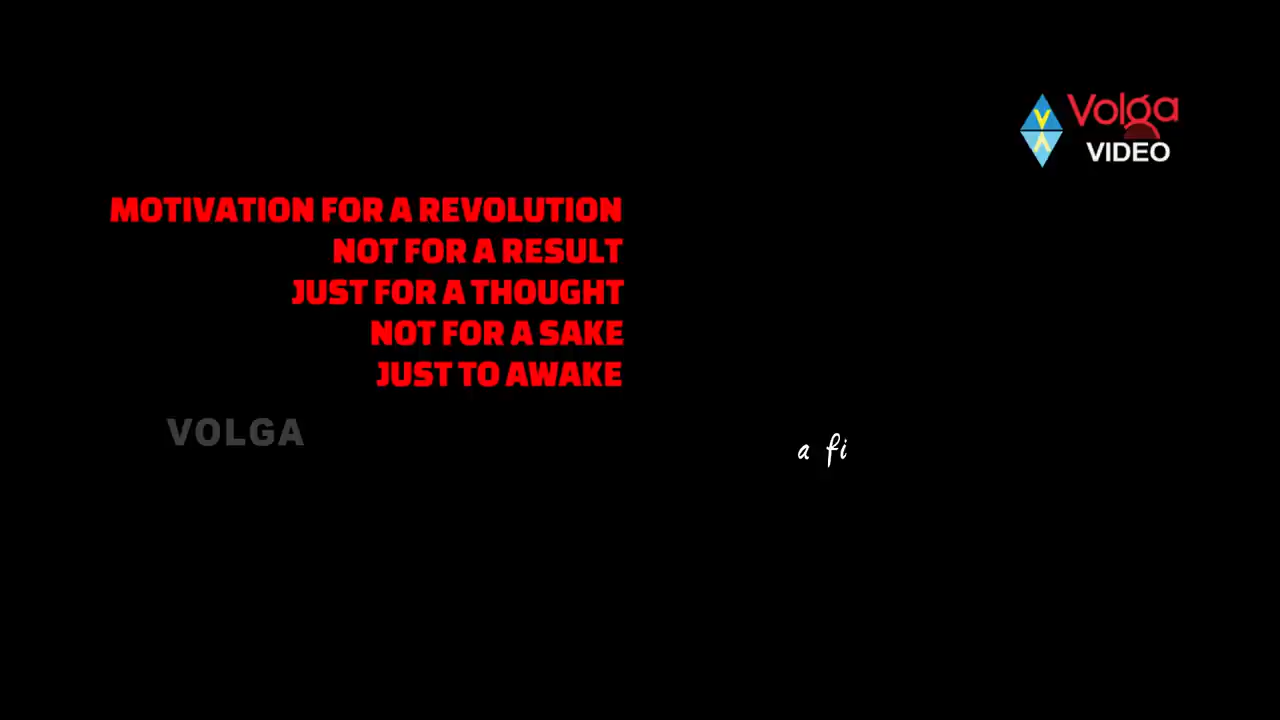 Volga
VIDEO
MOTIVATION FOR A REVOLUTION
NOT FOR A RESULT
JUST FOR A THOUGHT
NOT FOR A SAKE
JUST TO AWAKE
VOLGA
a fi